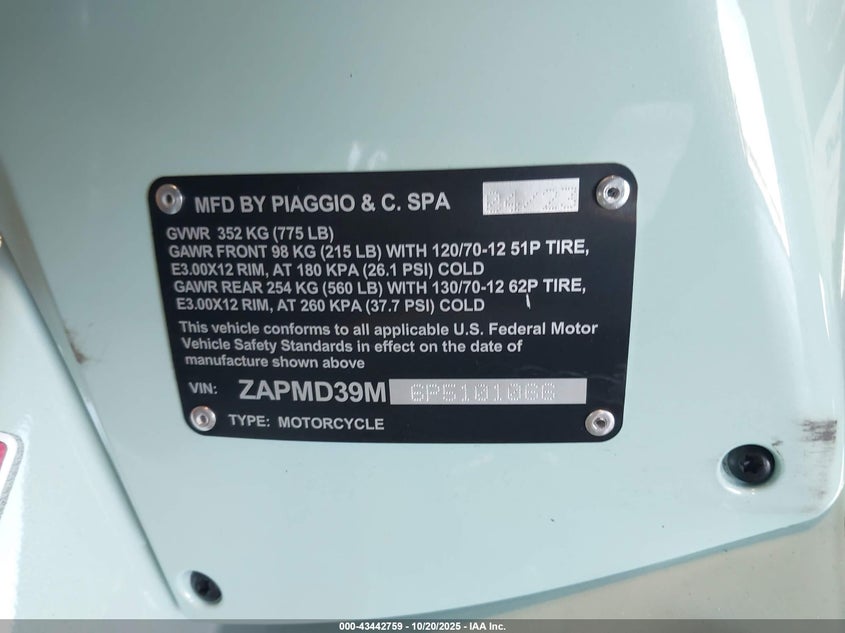 MFD BY PIAGGIO & C. SPA 04/23
GVWR 352 KG (775 LB)
GAWR FRONT 98 KG (215 LB) WITH 120/70-12 51P TIRE,
E3.00X12 RIM, AT 180 KPA (26.1 PSI) COLD
GAWR REAR 254 KG (560 LB) WITH 130/70-12 62P TIRE,
E3.00X12 RIM, AT 260 KPA (37.7 PSI) COLD
This vehicle conforms to all applicable U.S. Federal Motor
Vehicle Safety Standards in effect on the date of
manufacture shown above
VIN: ZAPMD39M
TYPE: MOTORCYCLE
000-43442759 - 10/20/2025 - IAA Inc.